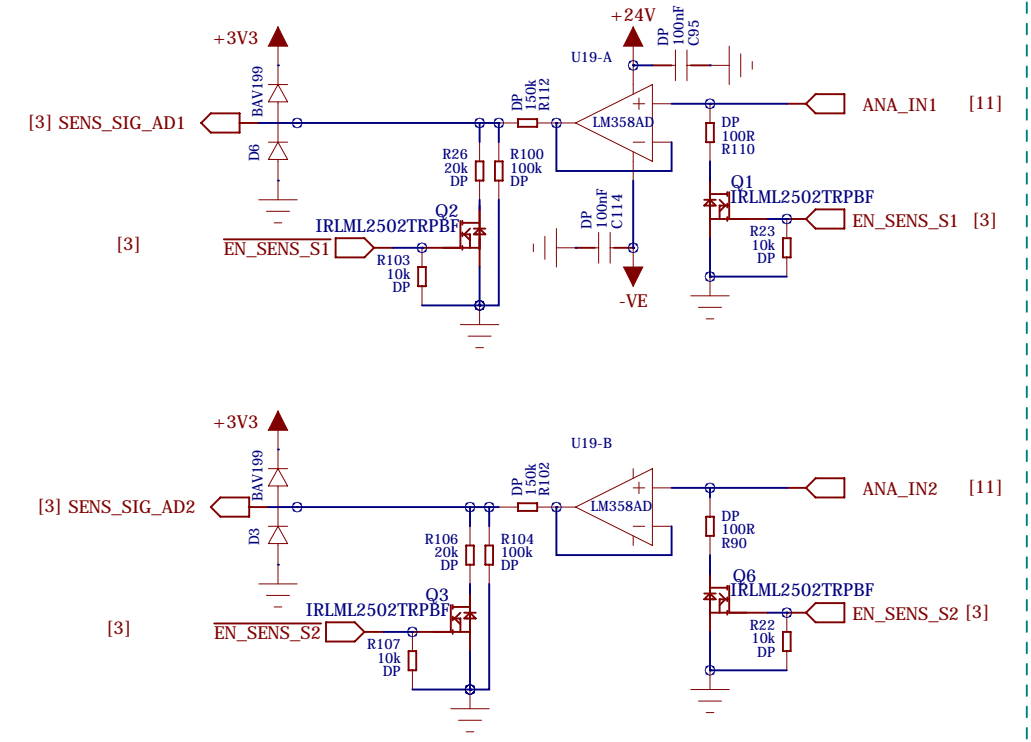 +24V
+3V3
DP
100nF
C95
U19-A
BAV199
DP
150k
R112
+
-
LM358AD
ANA_IN1 [11]
[3] SENS_SIG_AD1
DP
100R
R110
D6
R26
20k
DP
R100
100k
DP
Q1
IRLML2502TRPBF
Q2
IRLML2502TRPBF
DP
100nF
C114
EN_SENS_S1 [3]
[3] EN_SENS_S1
R23
10k
DP
R103
10k
DP
-VE
+3V3
U19-B
BAV199
DP
150k
R102
+
-
LM358AD
ANA_IN2 [11]
[3] SENS_SIG_AD2
DP
100R
R90
D3
R106
20k
DP
R104
100k
DP
Q6
IRLML2502TRPBF
Q3
IRLML2502TRPBF
EN_SENS_S2 [3]
[3] EN_SENS_S2
R22
10k
DP
R107
10k
DP